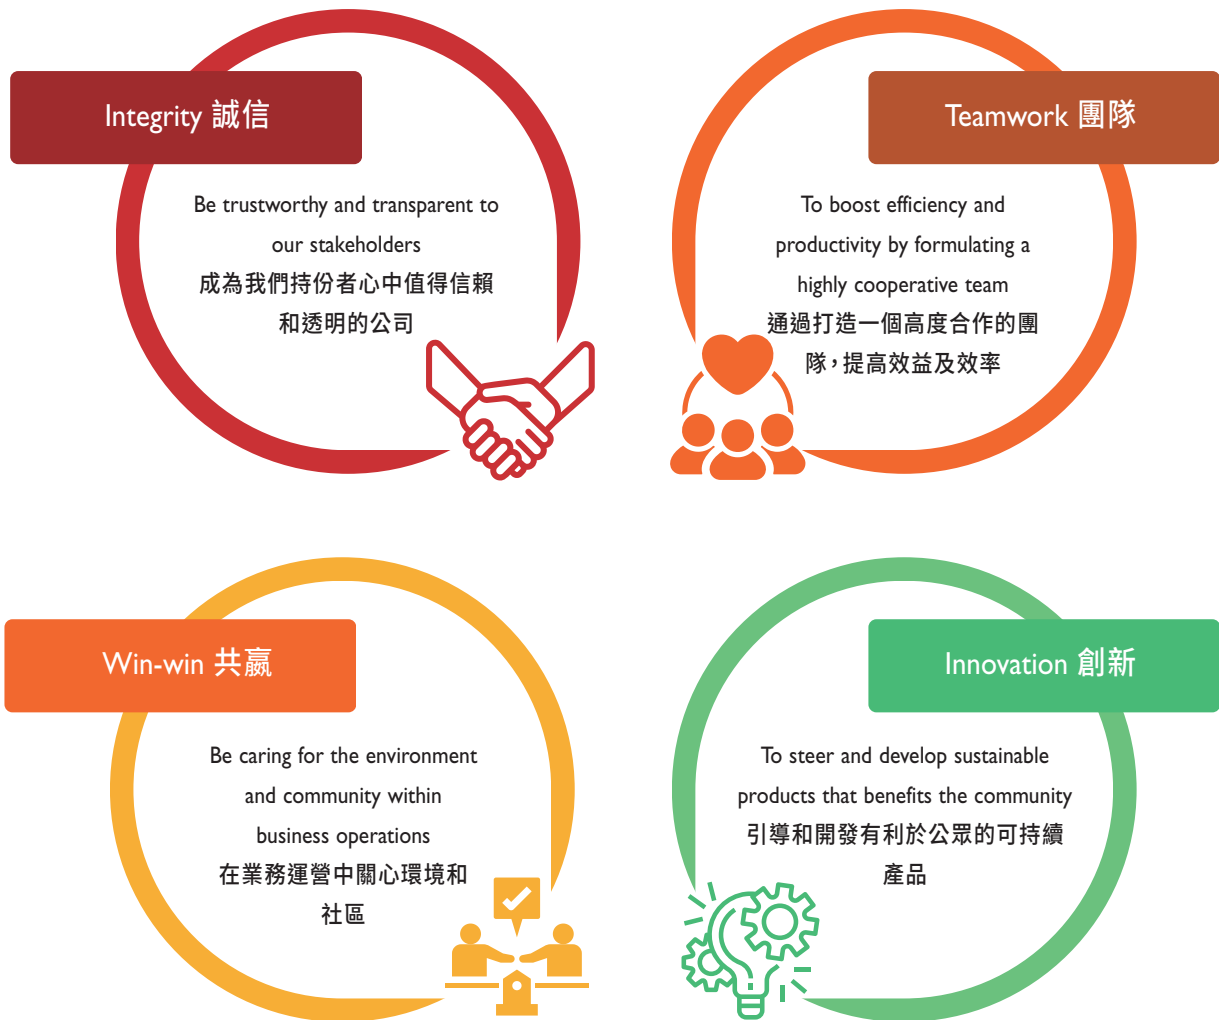 Integrity 誠信
Be trustworthy and transparent to
our stakeholders
成為我們持份者心中值得信賴
和透明的公司
Teamwork 團隊
To boost efficiency and
productivity by formulating a
highly cooperative team
通過打造一個高度合作的團
隊，提高效益及效率
Win-win 共嬴
Be caring for the environment
and community within
business operations
在業務運營中關心環境和
社區
Innovation 創新
To steer and develop sustainable
products that benefits the community
引導和開發有利於公眾的可持續
產品